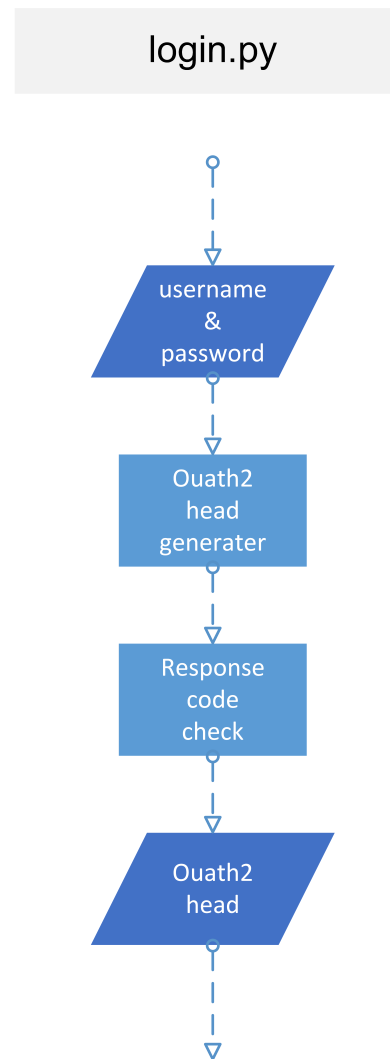 login.py
username
&
password
Ouath2
head
generater
Response
code
check
Ouath2
head